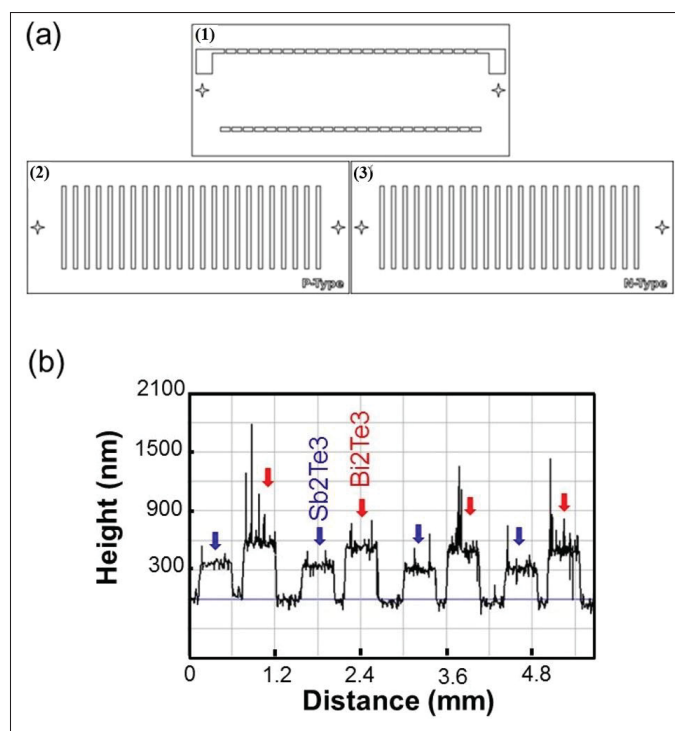 (a)
(1)
(2)
(3)
P-Type
N-Type
(b)
2100
1500
900
300
Height (nm)
Sb2Te3
Bi2Te3
0
1.2
2.4
3.6
4.8
Distance (mm)